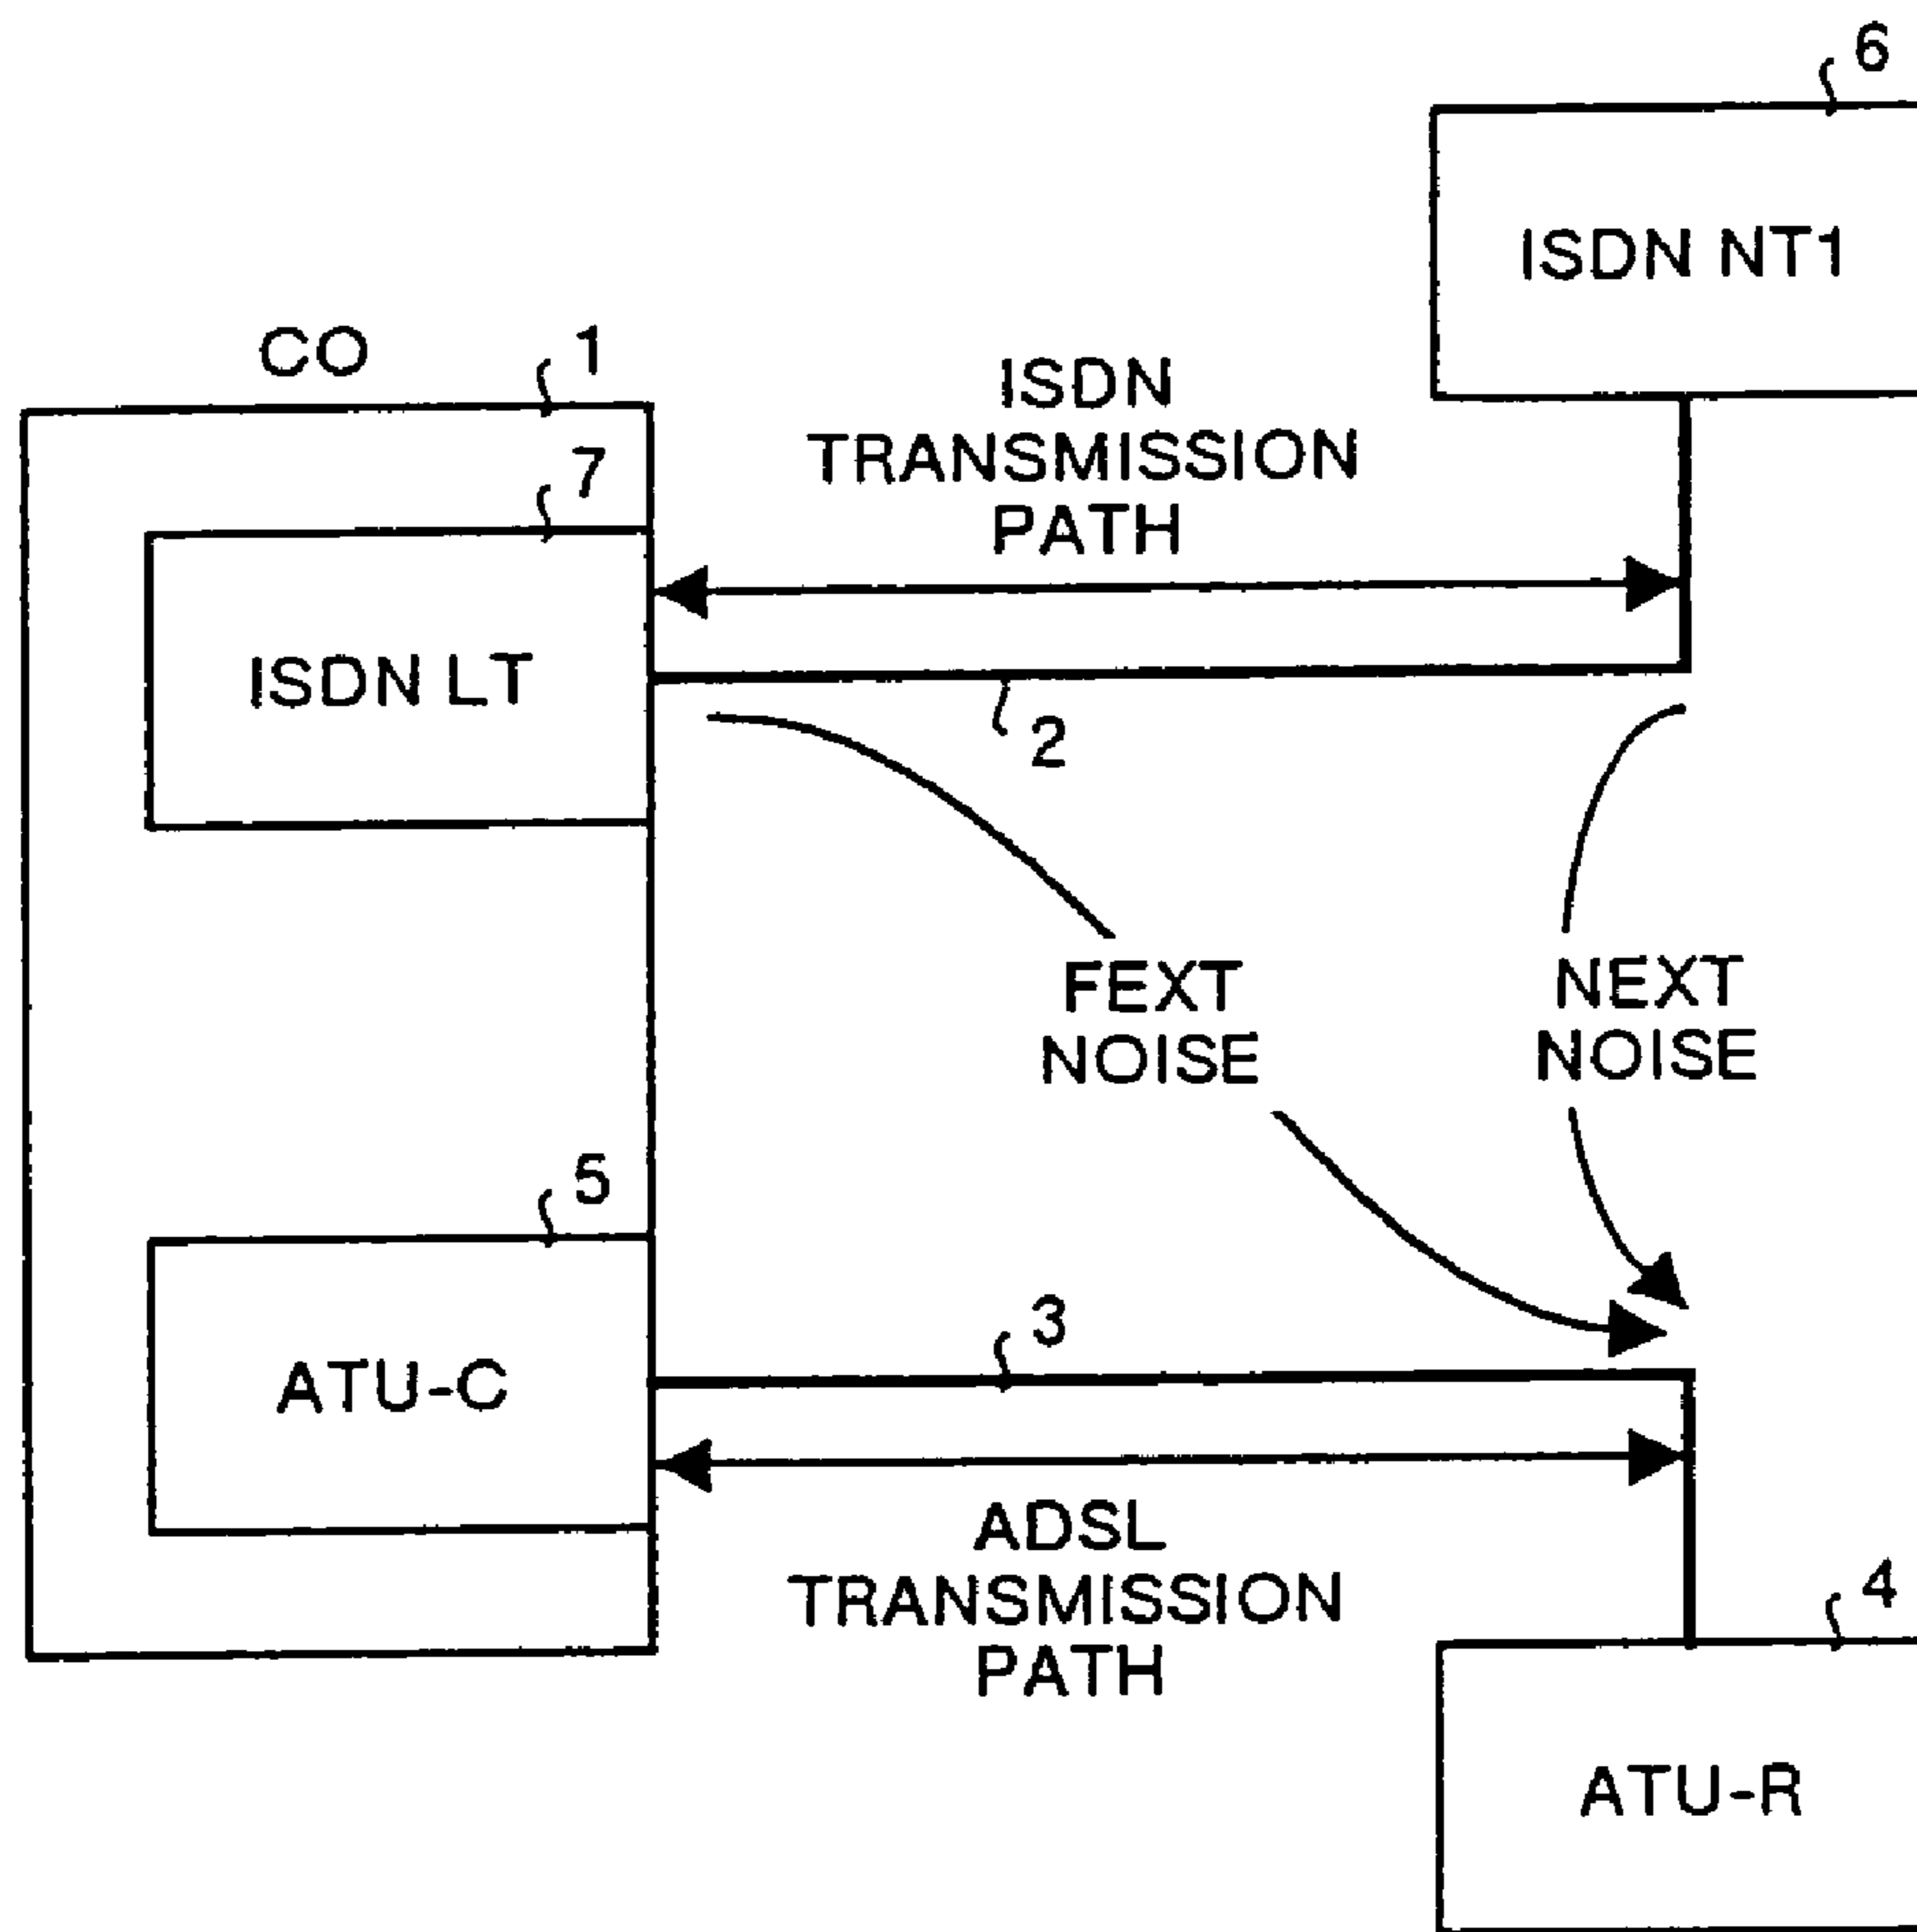 6
ISDN NT1
CO
1
ISDN
TRANSMISSION
PATH
7
ISDN LT
2
FEXT
NOISE
NEXT
NOISE
5
3
ATU-C
ADSL
TRANSMISSION
PATH
4
ATU-R